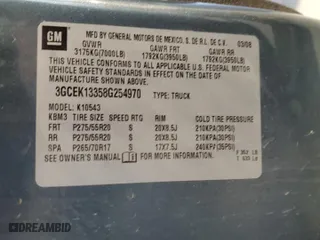 GM
MFD BY GENERAL MOTORS DE MEXICO, S. DE R.L. DE C.V. 03/08
GVWR GAWR FRT GAWR RR
3175KG(7000LB) 1792KG(3950LB) 1792KG(3950LB)
THIS VEHICLE CONFORMS TO ALL APPLICABLE U.S. FEDERAL
MOTOR VEHICLE SAFETY STANDARDS IN EFFECT ON THE DATE OF
MANUFACTURE SHOWN ABOVE.
3GCEK13358G254970 TYPE: TRUCK
MODEL: K10543
KBM3 TIRE SIZE SPEED RTG RIM COLD TIRE PRESSURE
FRT P275/55R20 S 20X8.5J 210KPA(30PSI)
RR P275/55R20 S 20X8.5J 210KPA(30PSI)
SPA P265/70R17 S 17X7.5J 240KPA(35PSI)
SEE OWNER'S MANUAL FOR ADDITIONAL INFORMATION
DREAMBID